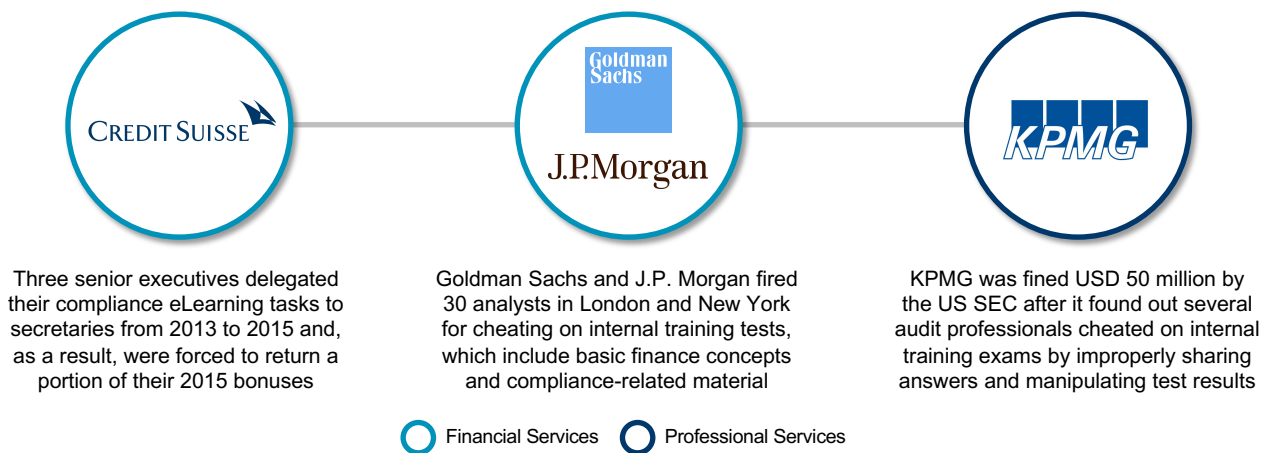 CREDIT SUISSE
Goldman
Sachs
J.P.Morgan
KPMG
Three senior executives delegated
their compliance eLearning tasks to
secretaries from 2013 to 2015 and,
as a result, were forced to return a
portion of their 2015 bonuses
Goldman Sachs and J.P. Morgan fired
30 analysts in London and New York
for cheating on internal training tests,
which include basic finance concepts
and compliance-related material
KPMG was fined USD 50 million by
the US SEC after it found out several
audit professionals cheated on internal
training exams by improperly sharing
answers and manipulating test results
Financial Services
Professional Services